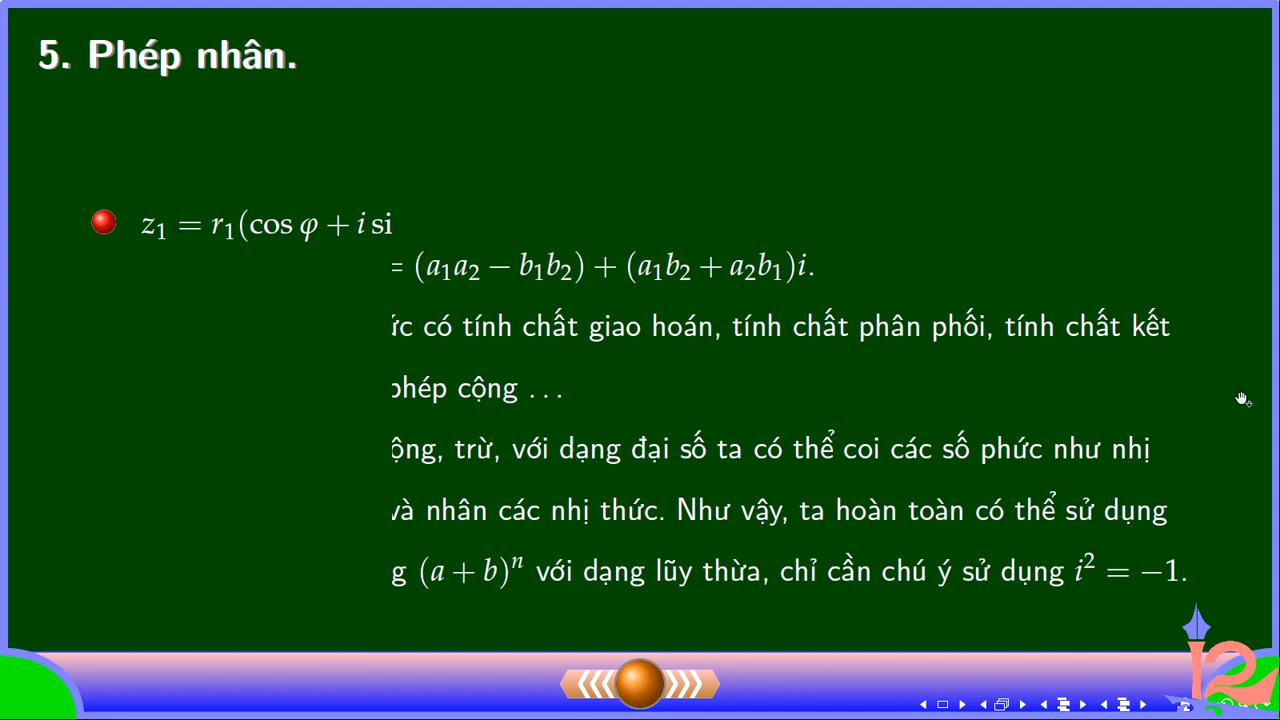 5. Phép nhân.
z₁ = r₁(cos φ + i si
= (a₁a₂ − b₁b₂) + (a₁b₂ + a₂b₁)i.
ức có tính chất giao hoán, tính chất phân phối, tính chất kết
phép cộng ...
ộng, trừ, với dạng đại số ta có thể coi các số phức như nhị
và nhân các nhị thức. Như vậy, ta hoàn toàn có thể sử dụng
g (a + b)ⁿ với dạng lũy thừa, chỉ cần chú ý sử dụng i² = −1.
12